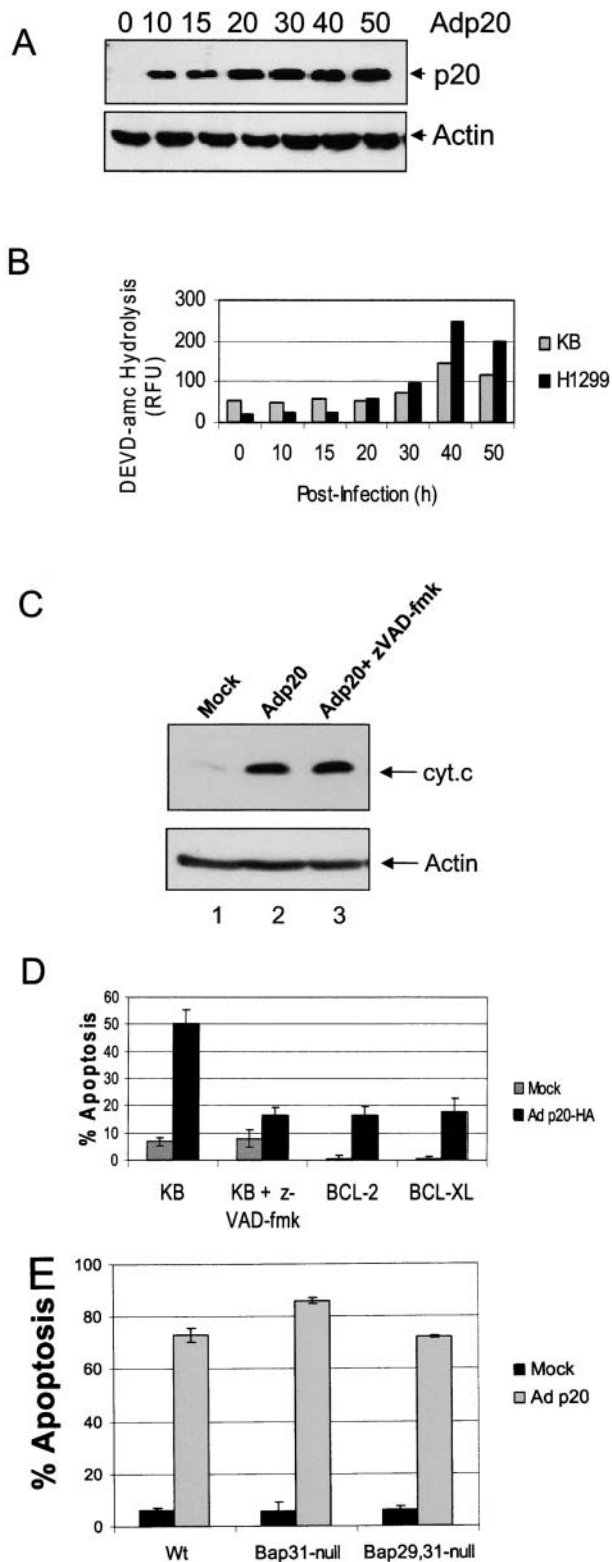 A
0 10 15 20 30 40 50 Adp20
p20
Actin
B
DEVD-amc Hydrolysis
(RFU)
300
200
100
0
KB
H1299
0 10 15 20 30 40 50
Post-Infection (h)
C
Mock
Adp20
Adp20+ zVAD-fmk
cyt.c
Actin
1 2 3
D
% Apoptosis
60
50
40
30
20
10
0
Mock
Ad p20-HA
KB
KB + z-
VAD-fmk
BCL-2
BCL-XL
E
% Apoptosis
100
80
60
40
20
0
Mock
Ad p20
Wt
Bap31-null
Bap29,31-null